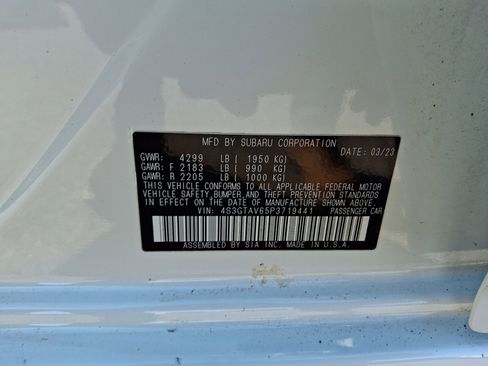 MFD BY SUBARU CORPORATION
DATE: 03/23
GVWR: 4299 LB ( 1950 KG)
GAWR: F 2183 LB ( 990 KG)
GAWR: R 2205 LB ( 1000 KG)
THIS VEHICLE CONFORMS TO ALL APPLICABLE FEDERAL MOTOR
VEHICLE SAFETY, BUMPER, AND THEFT PREVENTION STANDARDS
IN EFFECT ON THE DATE OF MANUFACTURE SHOWN ABOVE.
VIN: 4S3GTAV65P3719441 PASSENGER CAR
ASSEMBLED BY SIA INC. MADE IN U.S.A.